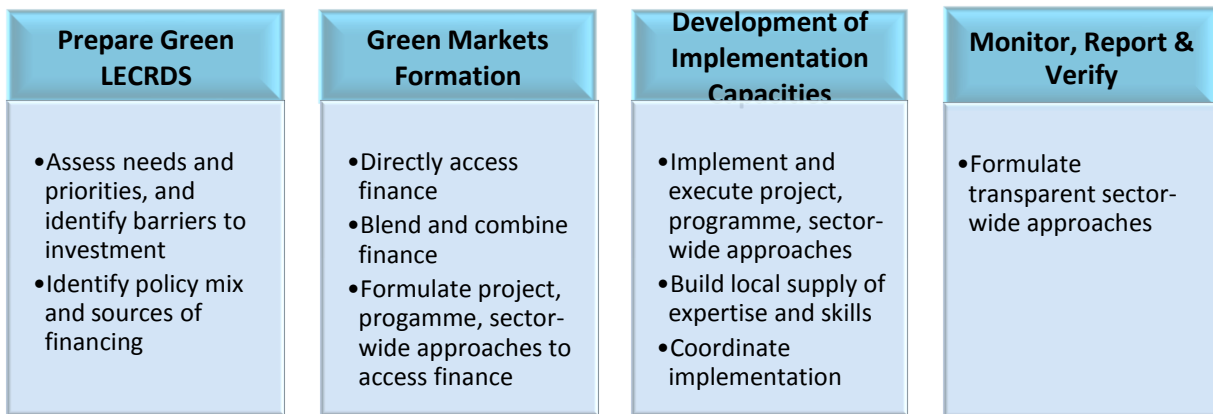 Prepare Green
LECRDS
•Assess needs and
priorities, and
identify barriers to
investment
•Identify policy mix
and sources of
financing
Green Markets
Formation
•Directly access
finance
•Blend and combine
finance
•Formulate project,
progamme, sector-
wide approaches to
access finance
Development of
Implementation
Capacities
•Implement and
execute project,
programme, sector-
wide approaches
•Build local supply of
expertise and skills
•Coordinate
implementation
Monitor, Report &
Verify
•Formulate
transparent sector-
wide approaches